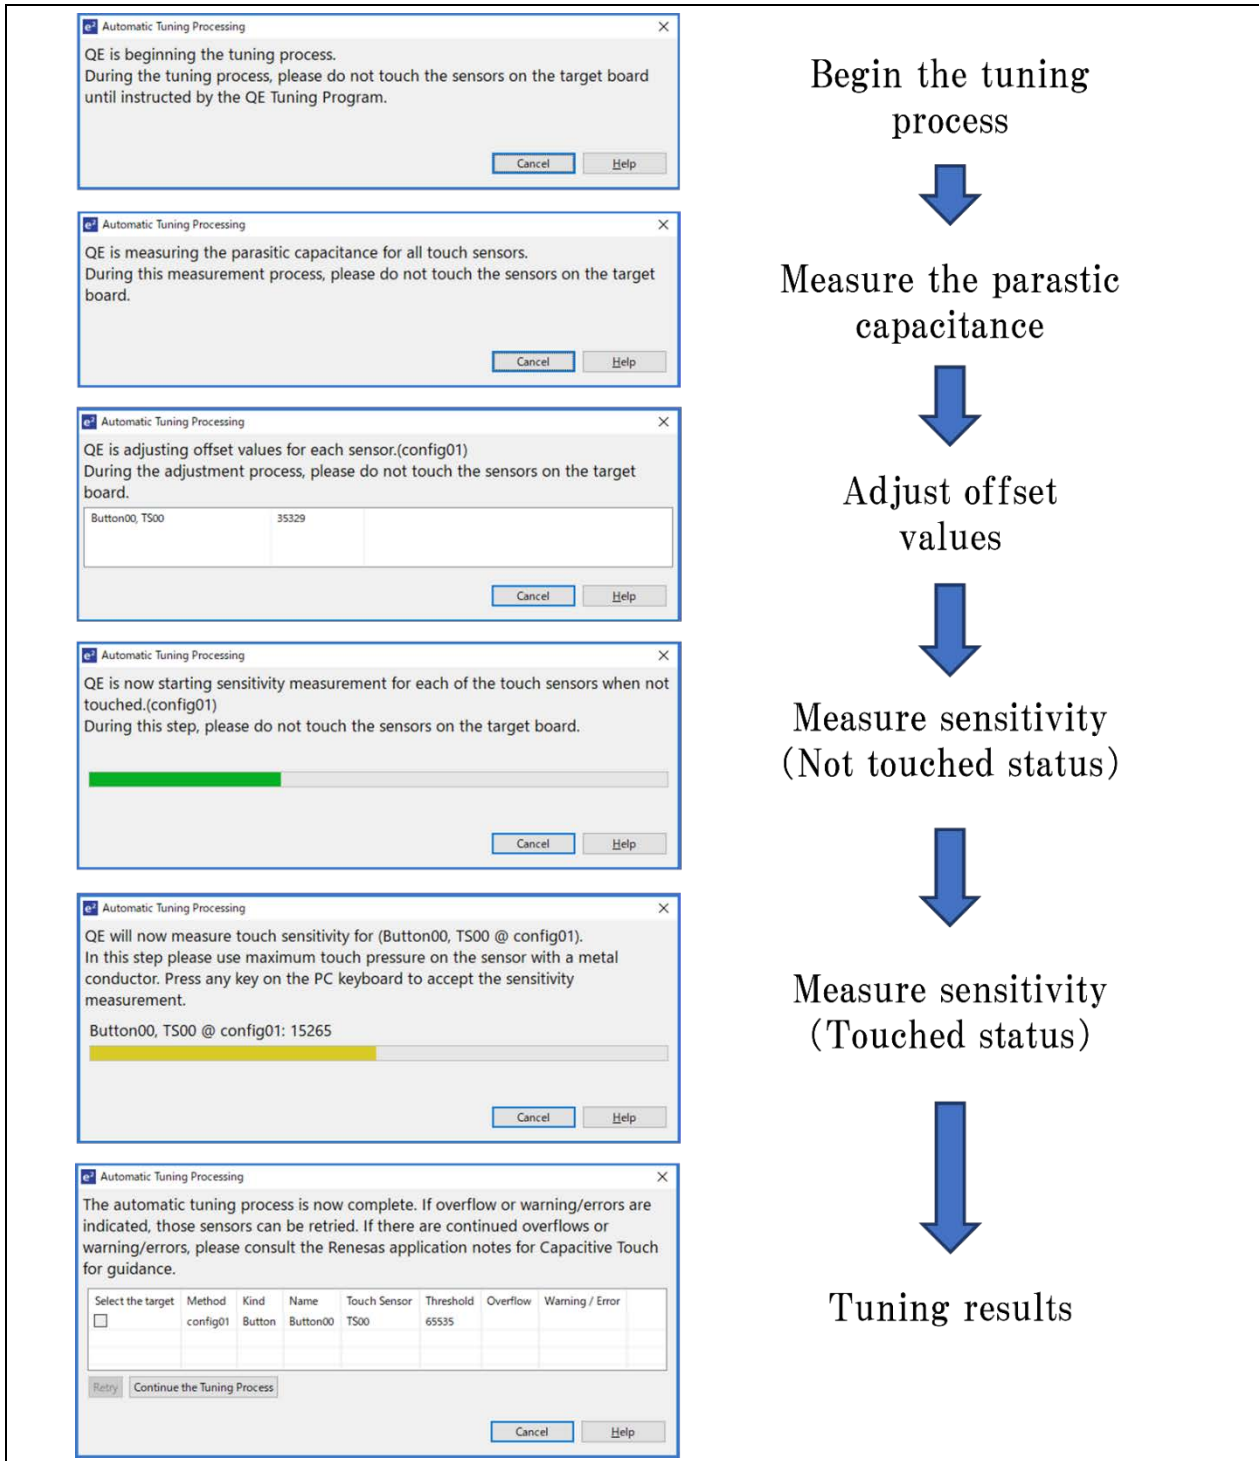 e² Automatic Tuning Processing
QE is beginning the tuning process.
During the tuning process, please do not touch the sensors on the target board
until instructed by the QE Tuning Program.
Cancel Help
Begin the tuning
process
e² Automatic Tuning Processing
QE is measuring the parasitic capacitance for all touch sensors.
During this measurement process, please do not touch the sensors on the target
board.
Cancel Help
Measure the parastic
capacitance
e² Automatic Tuning Processing
QE is adjusting offset values for each sensor.(config01)
During the adjustment process, please do not touch the sensors on the target
board.
Button00, TS00 35329
Cancel Help
Adjust offset
values
e² Automatic Tuning Processing
QE is now starting sensitivity measurement for each of the touch sensors when not
touched.(config01)
During this step, please do not touch the sensors on the target board.
Cancel Help
Measure sensitivity
(Not touched status)
e² Automatic Tuning Processing
QE will now measure touch sensitivity for (Button00, TS00 @ config01).
In this step please use maximum touch pressure on the sensor with a metal
conductor. Press any key on the PC keyboard to accept the sensitivity
measurement.
Button00, TS00 @ config01: 15265
Cancel Help
Measure sensitivity
(Touched status)
e² Automatic Tuning Processing
The automatic tuning process is now complete. If overflow or warning/errors are
indicated, those sensors can be retried. If there are continued overflows or
warning/errors, please consult the Renesas application notes for Capacitive Touch
for guidance.
Select the target Method Kind Name Touch Sensor Threshold Overflow Warning / Error
config01 Button Button00 TS00 65535
Retry Continue the Tuning Process
Cancel Help
Tuning results